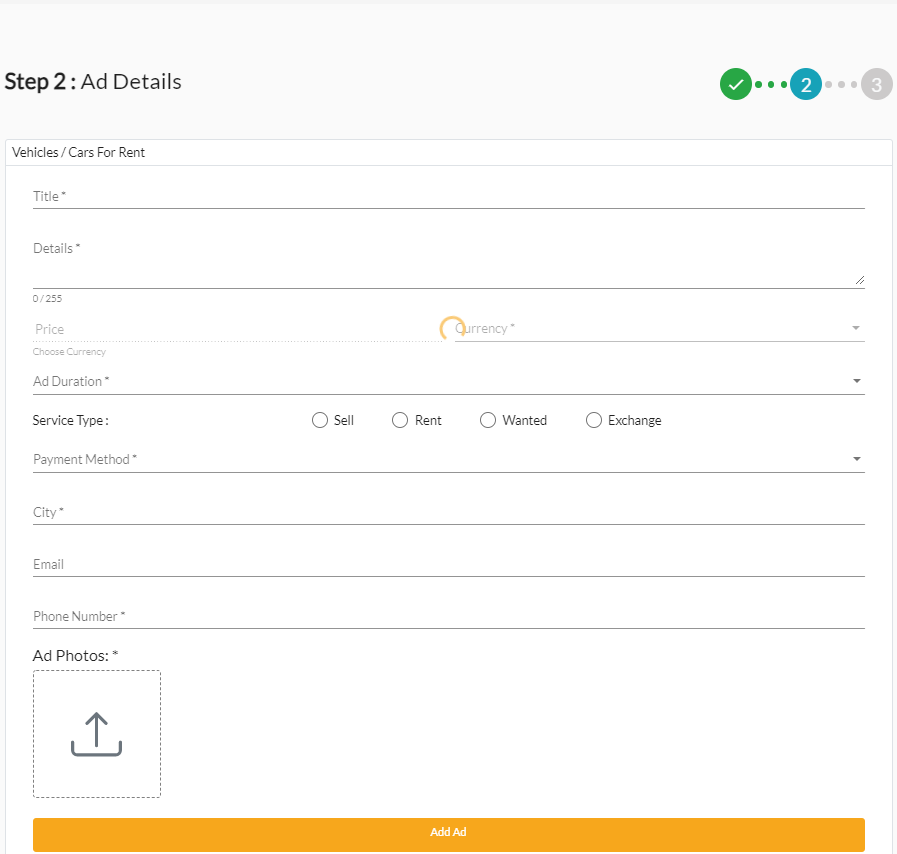 Step 2 : Ad Details
2
3
Vehicles / Cars For Rent
Title *
Details *
0 / 255
Price
Currency *
Choose Currency
Ad Duration *
Service Type :
Sell
Rent
Wanted
Exchange
Payment Method *
City *
Email
Phone Number *
Ad Photos: *
Add Ad